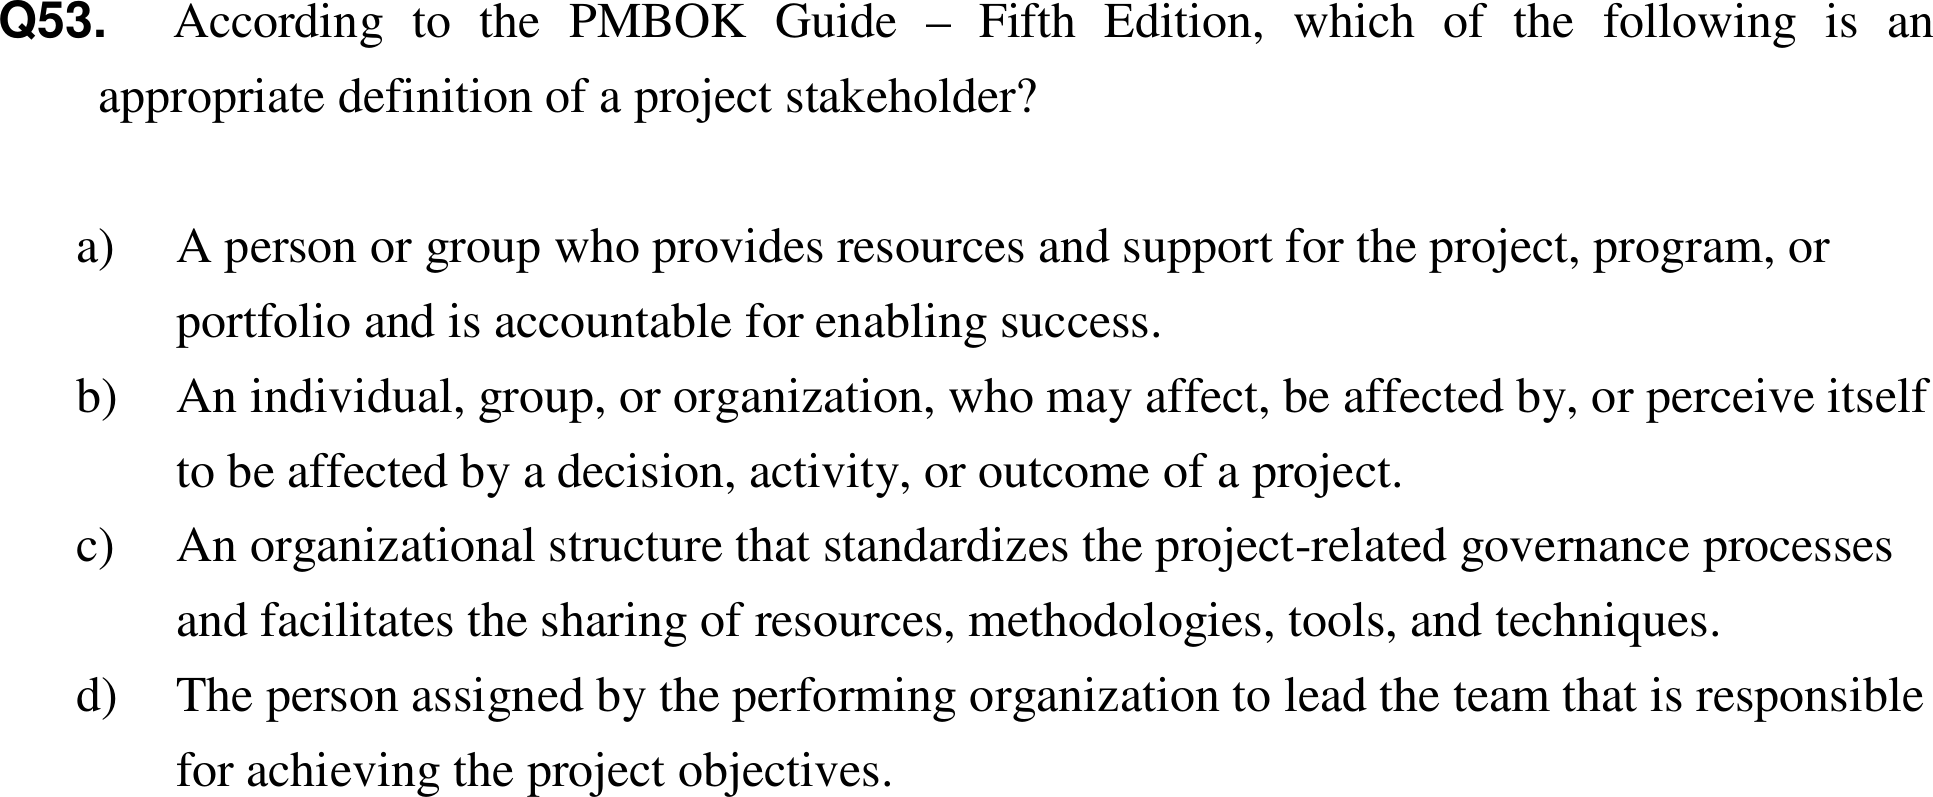 Q53. According to the PMBOK Guide – Fifth Edition, which of the following is an
appropriate definition of a project stakeholder?
a) A person or group who provides resources and support for the project, program, or
portfolio and is accountable for enabling success.
b) An individual, group, or organization, who may affect, be affected by, or perceive itself
to be affected by a decision, activity, or outcome of a project.
c) An organizational structure that standardizes the project-related governance processes
and facilitates the sharing of resources, methodologies, tools, and techniques.
d) The person assigned by the performing organization to lead the team that is responsible
for achieving the project objectives.